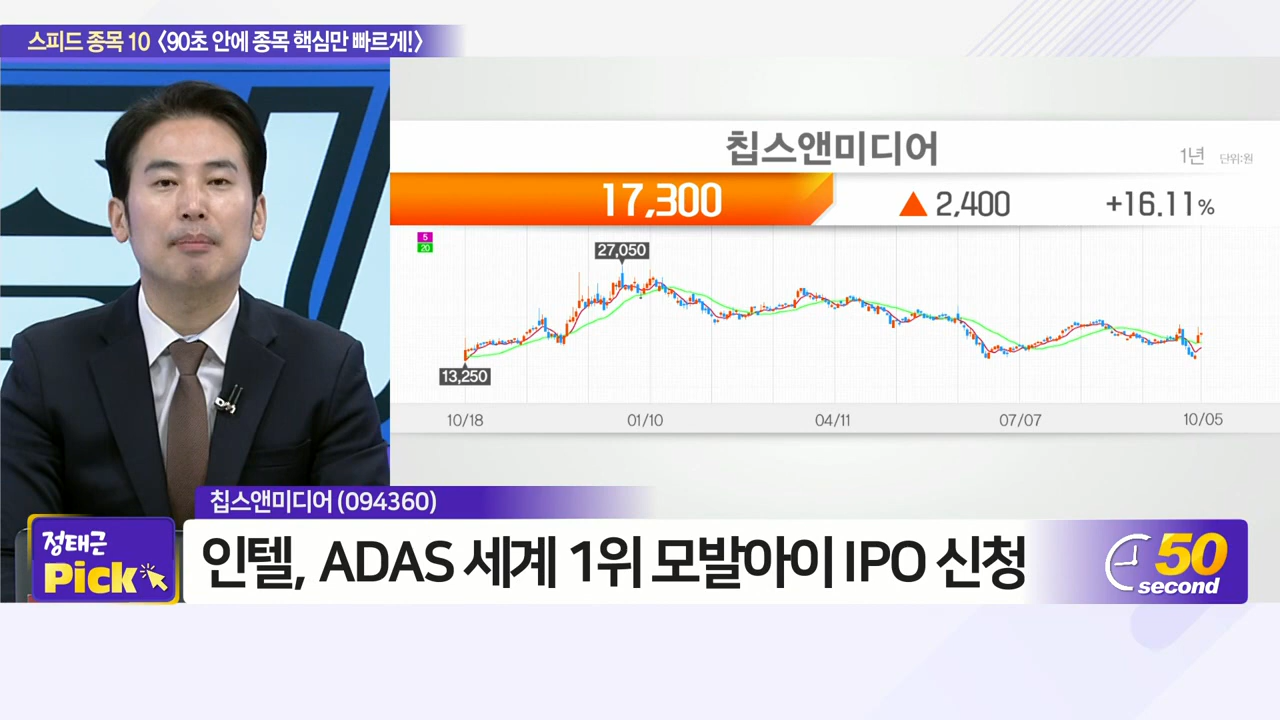 스피드 종목 10 <90초 안에 종목 핵심만 빠르게!>
칩스앤미디어
1년 단위:원
17,300 ▲ 2,400 +16.11%
5
20
27,050
13,250
10/18 01/10 04/11 07/07 10/05
칩스앤미디어 (094360)
정태근
Pick
인텔, ADAS 세계 1위 모발아이 IPO 신청
50
second